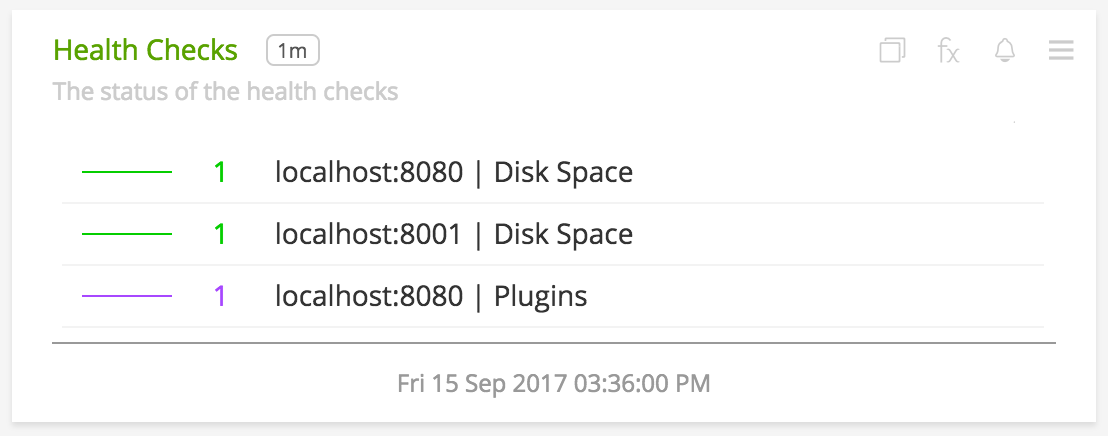 Health Checks 1m fx
The status of the health checks
1 localhost:8080 | Disk Space
1 localhost:8001 | Disk Space
1 localhost:8080 | Plugins
Fri 15 Sep 2017 03:36:00 PM